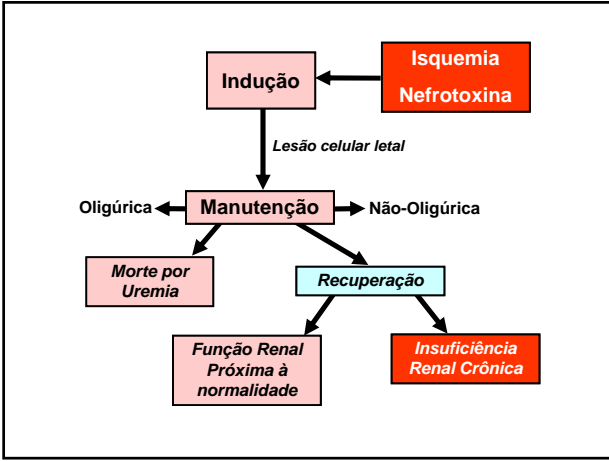 Isquemia
Nefrotoxina
Indução
Lesão celular letal
Oligúrica
Manutenção
Não-Oligúrica
Morte por
Uremia
Recuperação
Função Renal
Próxima à
normalidade
Insuficiência
Renal Crônica